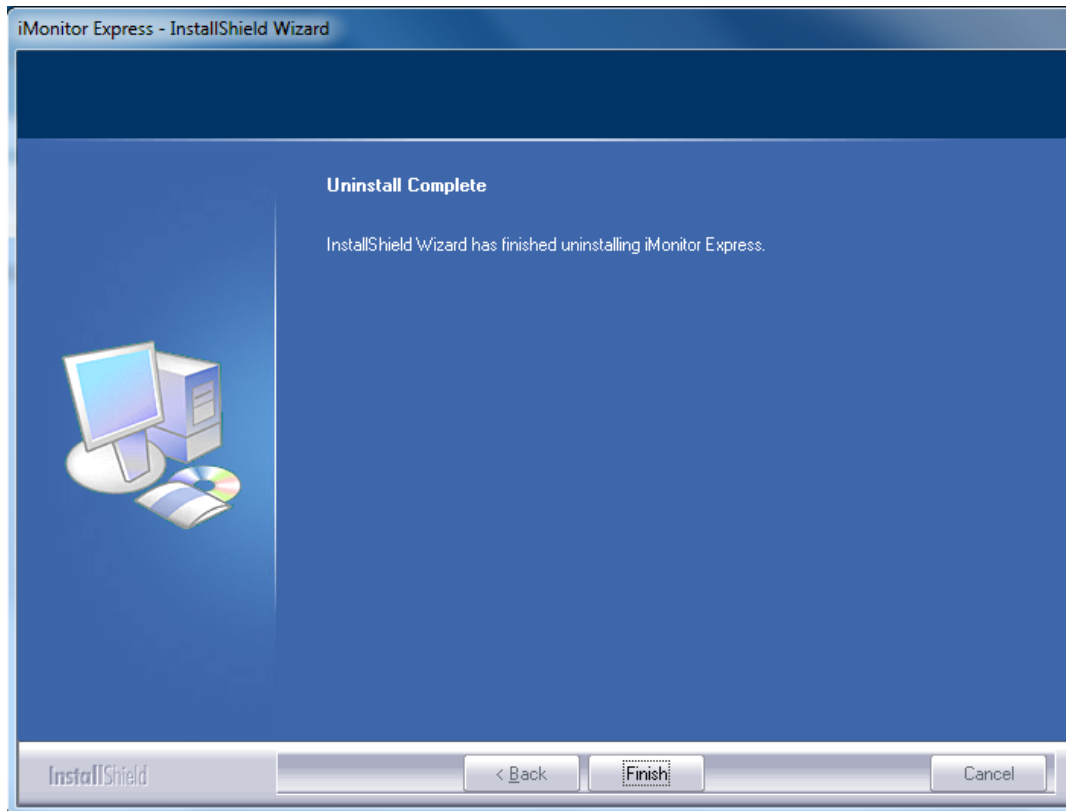 iMonitor Express - InstallShield Wizard
Uninstall Complete
InstallShield Wizard has finished uninstalling iMonitor Express.
InstallShield
< Back
Finish
Cancel